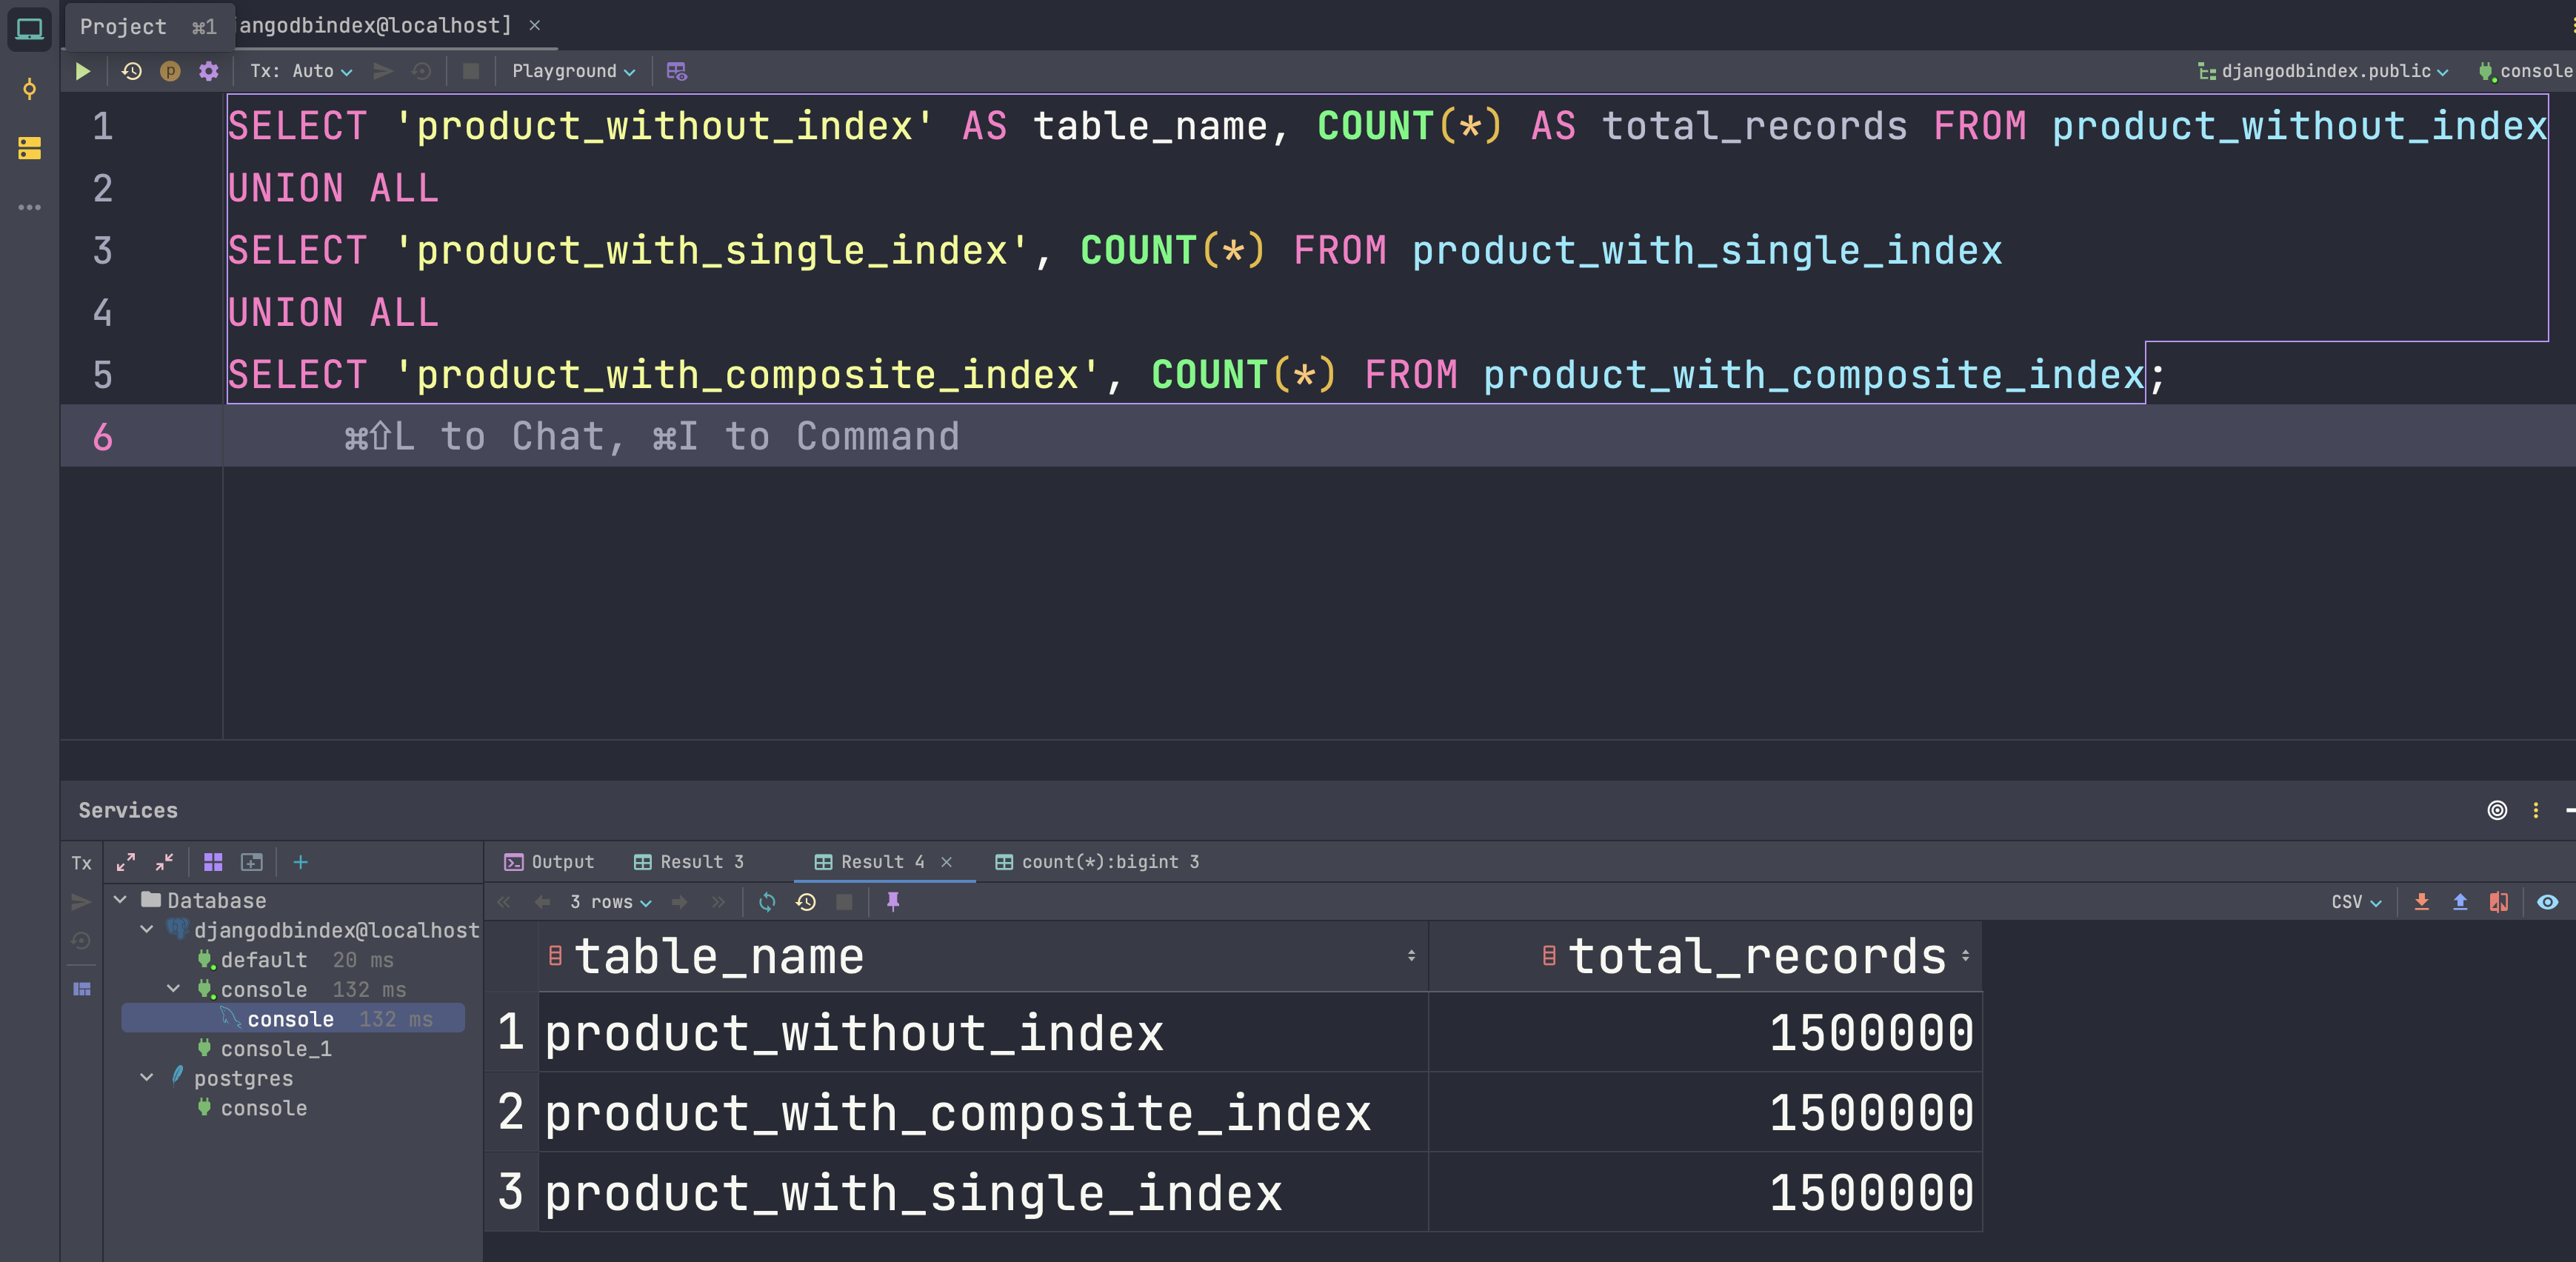 Project ⌘1 jangodbindex@localhost]
Tx: Auto Playground djangodbindex.public console
1 SELECT 'product_without_index' AS table_name, COUNT(*) AS total_records FROM product_without_index
2 UNION ALL
3 SELECT 'product_with_single_index', COUNT(*) FROM product_with_single_index
4 UNION ALL
5 SELECT 'product_with_composite_index', COUNT(*) FROM product_with_composite_index;
6 ⌘⇧L to Chat, ⌘I to Command
Services
Tx
Database
djangodbindex@localhost
default 20 ms
console 132 ms
console 132 ms
console_1
postgres
console
Output Result 3 Result 4 count(*):bigint 3
3 rows CSV
table_name total_records
1 product_without_index 1500000
2 product_with_composite_index 1500000
3 product_with_single_index 1500000